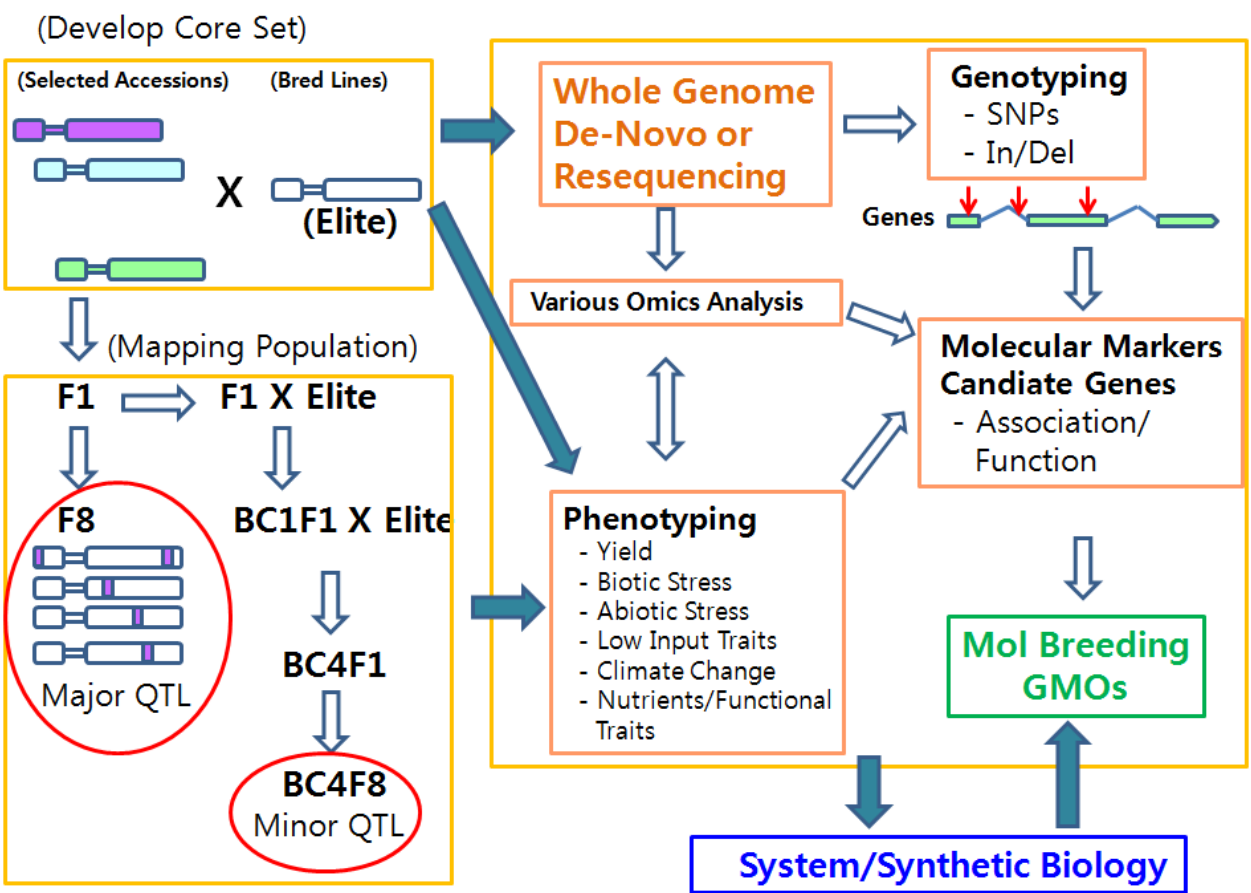 (Develop Core Set)
(Selected Accessions)
(Bred Lines)
X
(Elite)
(Mapping Population)
F1
F1 X Elite
F8
BC1F1 X Elite
Major QTL
BC4F1
BC4F8
Minor QTL
Whole Genome
De-Novo or
Resequencing
Genotyping
- SNPs
- In/Del
Genes
Various Omics Analysis
Molecular Markers
Candiate Genes
- Association/
Function
Phenotyping
- Yield
- Biotic Stress
- Abiotic Stress
- Low Input Traits
- Climate Change
- Nutrients/Functional
Traits
Mol Breeding
GMOs
System/Synthetic Biology